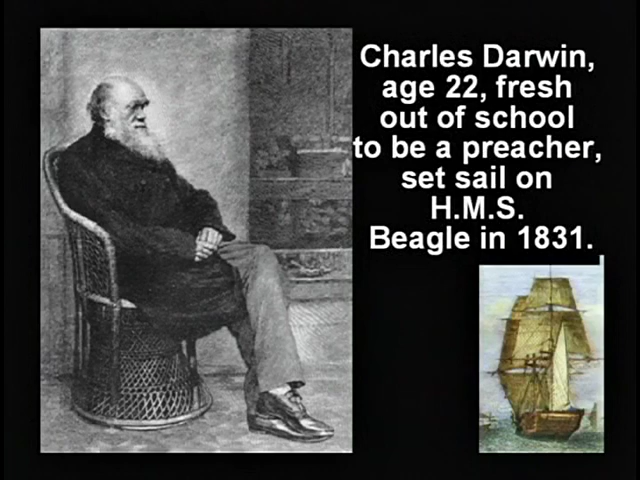 Charles Darwin,
age 22, fresh
out of school
to be a preacher,
set sail on
H.M.S.
Beagle in 1831.